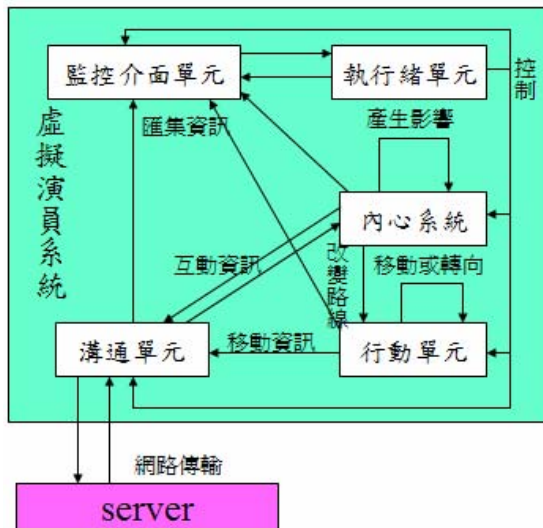 監控介面單元
執行緒單元
控制
匯集資訊
產生影響
虛擬演員系統
內心系統
互動資訊
改變路線
移動或轉向
溝通單元
移動資訊
行動單元
網路傳輸
server